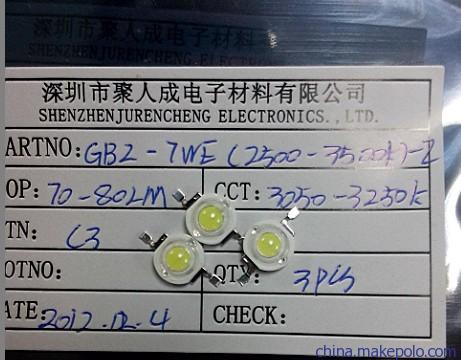 深圳市聚人成电子材料有限公司
SHENZHENJURENCHENG ELECTRONICS.,LTD.
ARTNO: GB2-7WE (2500-3500k)-2
OP: 70-80LM CCT: 3050-3250k
TN: C3
OTNO: QTY: 3PCS
ATE: 2012.12.4 CHECK:
china.makepolo.com